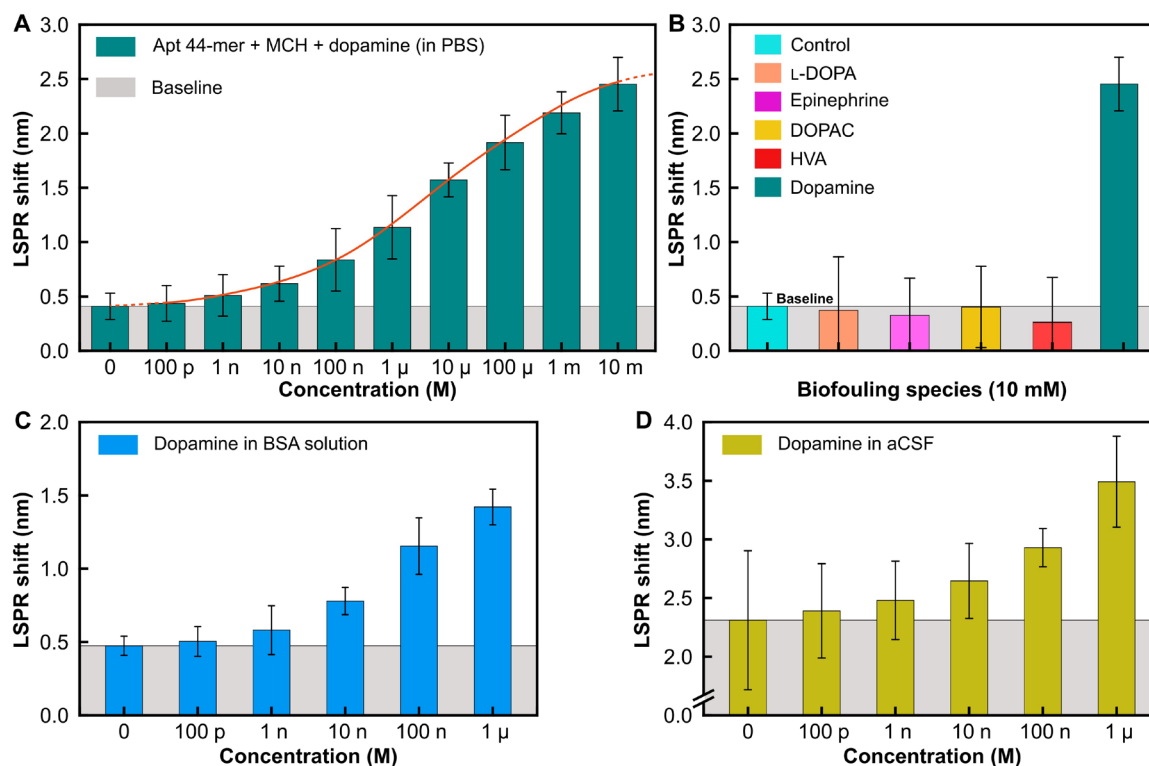 A
LSPR shift (nm)
3.0
2.5
2.0
1.5
1.0
0.5
0.0
Apt 44-mer + MCH + dopamine (in PBS)
Baseline
0 100 p 1 n 10 n 100 n 1 µ 10 µ 100 µ 1 m 10 m
Concentration (M)
B
LSPR shift (nm)
3.0
2.5
2.0
1.5
1.0
0.5
0.0
Control
L-DOPA
Epinephrine
DOPAC
HVA
Dopamine
Baseline
Biofouling species (10 mM)
C
LSPR shift (nm)
2.0
1.5
1.0
0.5
0.0
Dopamine in BSA solution
0 100 p 1 n 10 n 100 n 1 µ
Concentration (M)
D
LSPR shift (nm)
4.0
3.5
3.0
2.5
2.0
0.0
Dopamine in aCSF
0 100 p 1 n 10 n 100 n 1 µ
Concentration (M)